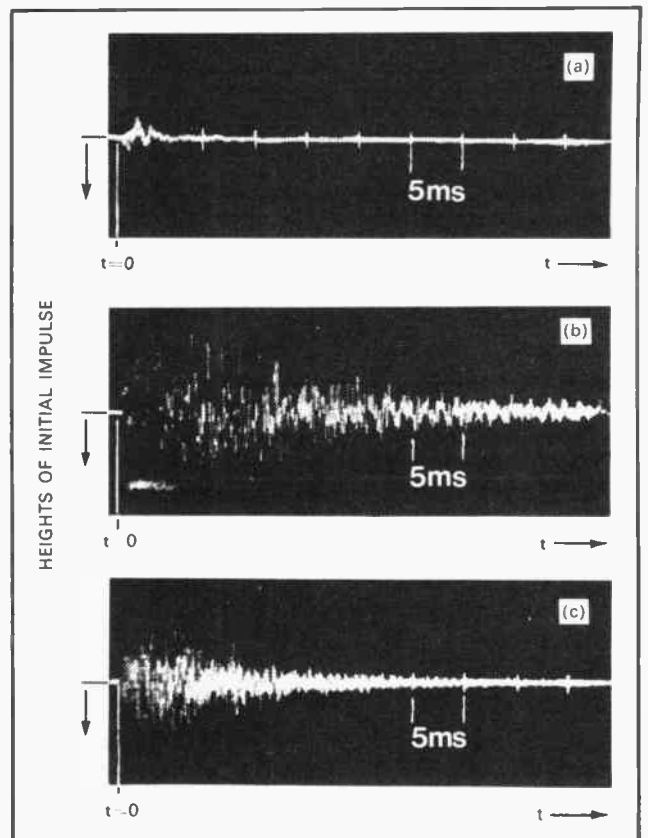 (a)
5ms
t=0
t
HEIGHTS OF INITIAL IMPULSE
(b)
5ms
t 0
t
(c)
5ms
t=0
t